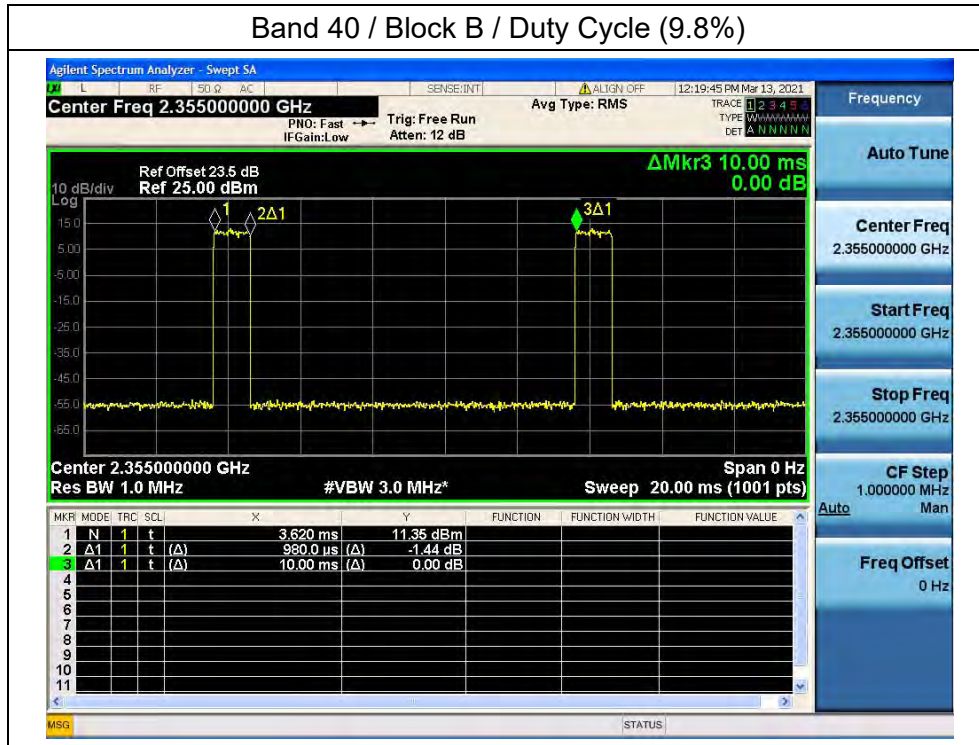 Band 40 / Block B / Duty Cycle (9.8%)
Agilent Spectrum Analyzer - Swept SA
LXI L RF 50 Ω AC SENSE:INT ALIGN OFF 12:19:45 PM Mar 13, 2021
Center Freq 2.355000000 GHz Avg Type: RMS TRACE 1 2 3 4 5 6
PNO: Fast Trig: Free Run TYPE WWWWWW
IFGain:Low Atten: 12 dB DET A N N N N N
ΔMkr3 10.00 ms
0.00 dB
Ref Offset 23.5 dB
10 dB/div Ref 25.00 dBm
Log
1 2Δ1 3Δ1
15.0
5.00
-5.00
-15.0
-25.0
-35.0
-45.0
-55.0
-65.0
Center 2.355000000 GHz Span 0 Hz
Res BW 1.0 MHz #VBW 3.0 MHz* Sweep 20.00 ms (1001 pts)
MKR MODE TRC SCL X Y FUNCTION FUNCTION WIDTH FUNCTION VALUE
1 N 1 t 3.620 ms 11.35 dBm
2 Δ1 1 t (Δ) 980.0 µs (Δ) -1.44 dB
3 Δ1 1 t (Δ) 10.00 ms (Δ) 0.00 dB
4
5
6
7
8
9
10
11
MSG STATUS
Frequency
Auto Tune
Center Freq
2.355000000 GHz
Start Freq
2.355000000 GHz
Stop Freq
2.355000000 GHz
CF Step
1.000000 MHz
Auto Man
Freq Offset
0 Hz